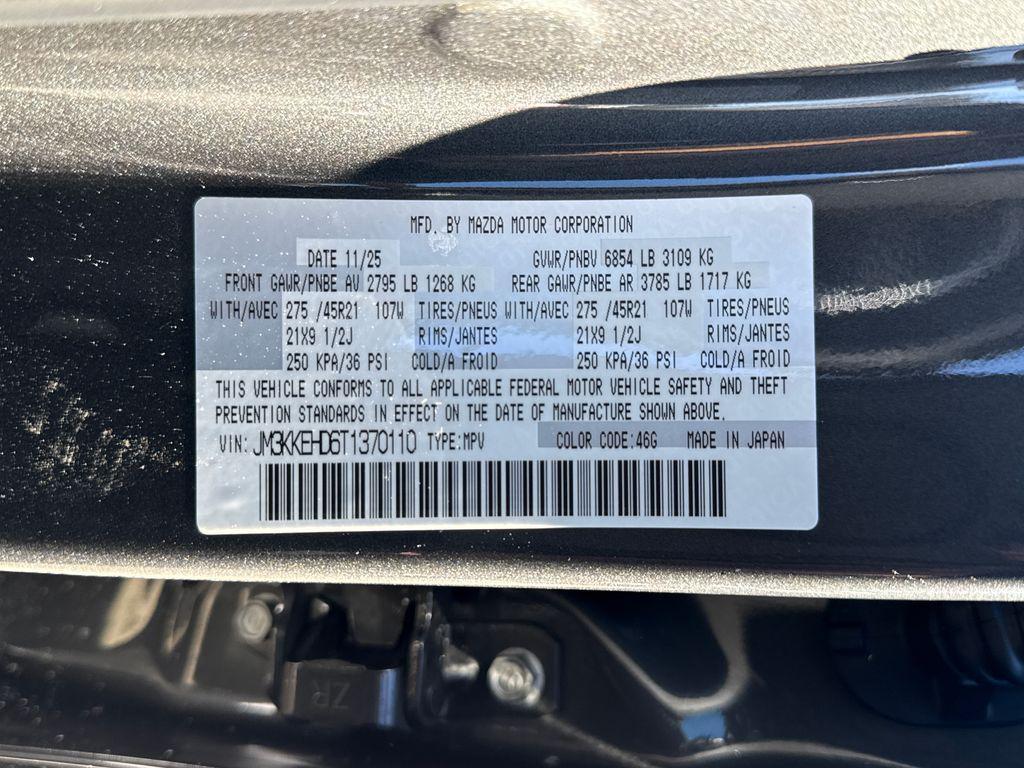 MFD. BY MAZDA MOTOR CORPORATION
DATE 11/25 GVWR/PNBV 6854 LB 3109 KG
FRONT GAWR/PNBE AV 2795 LB 1268 KG REAR GAWR/PNBE AR 3785 LB 1717 KG
WITH/AVEC 275 /45R21 107W TIRES/PNEUS WITH/AVEC 275 /45R21 107W TIRES/PNEUS
21X9 1/2J RIMS/JANTES 21X9 1/2J RIMS/JANTES
250 KPA/36 PSI COLD/A FROID 250 KPA/36 PSI COLD/A FROID
THIS VEHICLE CONFORMS TO ALL APPLICABLE FEDERAL MOTOR VEHICLE SAFETY AND THEFT
PREVENTION STANDARDS IN EFFECT ON THE DATE OF MANUFACTURE SHOWN ABOVE.
VIN: JM3KKEHD6T1370110 TYPE:MPV COLOR CODE:46G MADE IN JAPAN
ZR